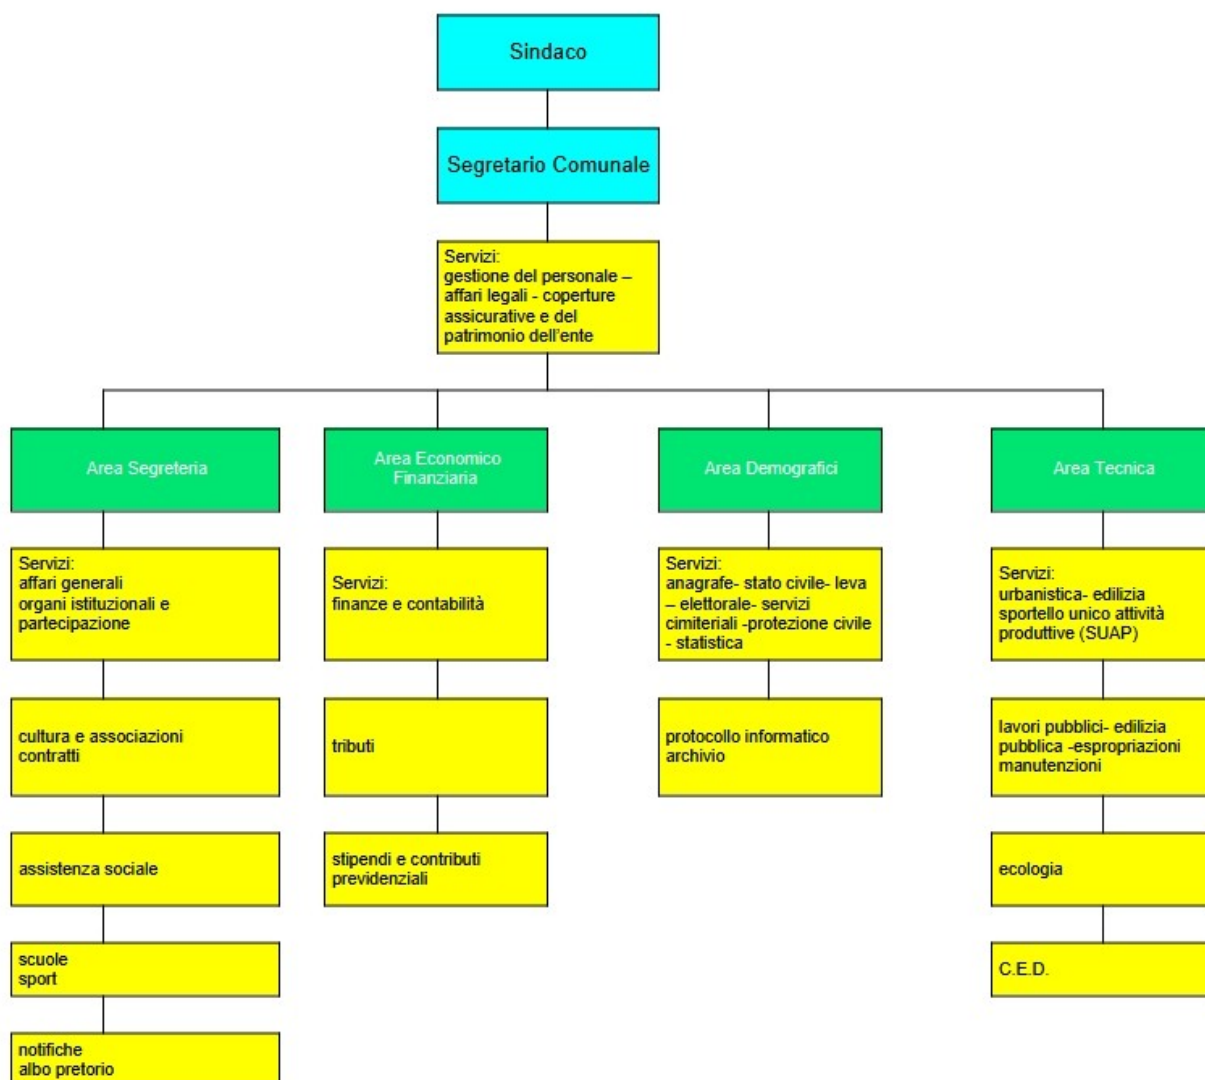 Sindaco
Segretario Comunale
Servizi:
gestione del personale –
affari legali - coperture
assicurative e del
patrimonio dell'ente
Area Segreteria
Area Economico
Finanziaria
Area Demografici
Area Tecnica
Servizi:
affari generali
organi istituzionali e
partecipazione
Servizi:
finanze e contabilità
Servizi:
anagrafe- stato civile- leva
– elettorale- servizi
cimiteriali -protezione civile
- statistica
Servizi:
urbanistica- edilizia
sportello unico attività
produttive (SUAP)
cultura e associazioni
contratti
tributi
protocollo informatico
archivio
lavori pubblici- edilizia
pubblica -espropriazioni
manutenzioni
assistenza sociale
stipendi e contributi
previdenziali
ecologia
scuole
sport
C.E.D.
notifiche
albo pretorio